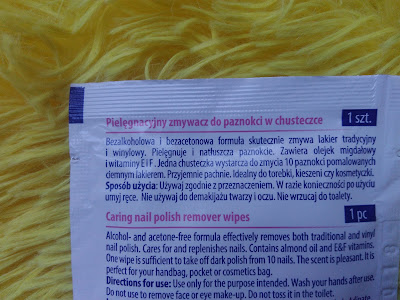 Pielęgnacyjny zmywacz do paznokci w chusteczce 1 szt.
Bezalkoholowa i bezacetonowa formuła skutecznie zmywa lakier tradycyjny
i winylowy. Pielęgnuje i natłuszcza paznokcie. Zawiera olejek migdałowy
i witaminy E i F. Jedna chusteczka wystarcza do zmycia 10 paznokci pomalowanych
ciemnym lakierem. Przyjemnie pachnie. Idealny do torebki, kieszeni czy kosmetyczki.
Sposób użycia: Używaj zgodnie z przeznaczeniem. W razie konieczności po użyciu
umyj ręce. Nie używaj do demakijażu twarzy i oczu. Nie wrzucaj do toalety.
Caring nail polish remover wipes 1 pc
Alcohol- and acetone-free formula effectively removes both traditional and vinyl
nail polish. Cares for and replenishes nails. Contains almond oil and E&F vitamins.
One wipe is sufficient to take off dark polish from 10 nails. The scent is pleasant. It is
perfect for your handbag, pocket or cosmetics bag.
Directions for use: Use only for the purpose intended. Wash your hands after use.
Do not use to remove face or eye make-up. Do not toss it in the toilet.